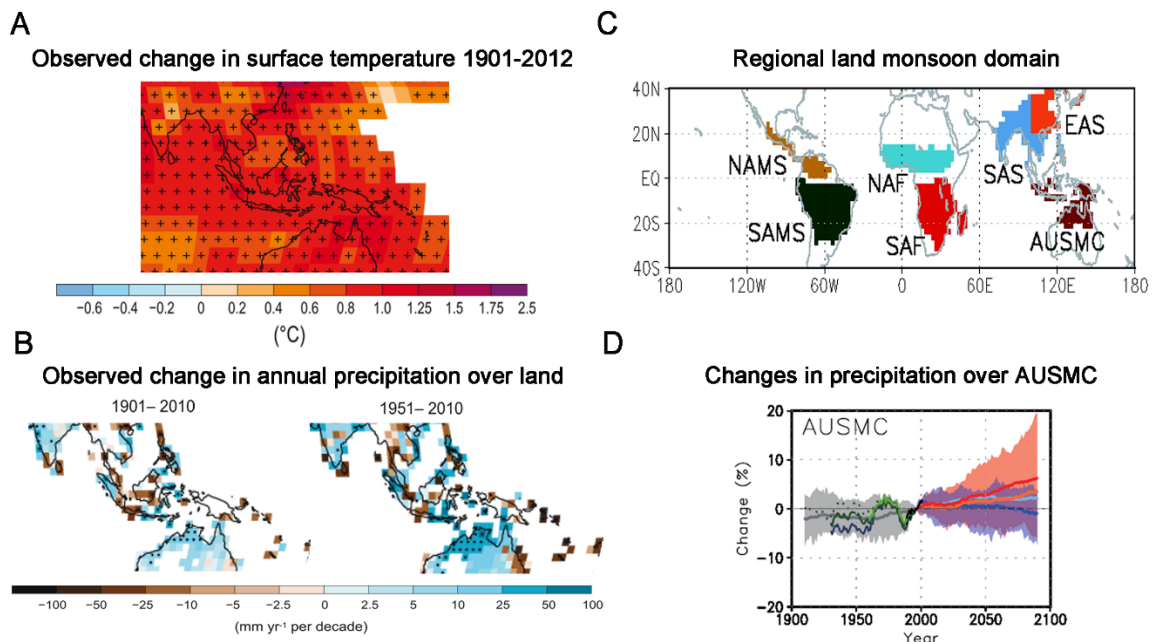 A
Observed change in surface temperature 1901-2012
−0.6 −0.4 −0.2 0 0.2 0.4 0.6 0.8 1.0 1.25 1.5 1.75 2.5
(°C)
B
Observed change in annual precipitation over land
1901– 2010 1951– 2010
−100 −50 −25 −10 −5 −2.5 0 2.5 5 10 25 50 100
(mm yr⁻¹ per decade)
C
Regional land monsoon domain
40N
20N
EQ
20S
40S
NAMS
SAMS
NAF
SAF
SAS
EAS
AUSMC
180 120W 60W 0 60E 120E 180
D
Changes in precipitation over AUSMC
AUSMC
Change (%)
20
10
0
−10
−20
1900 1950 2000 2050 2100
Year